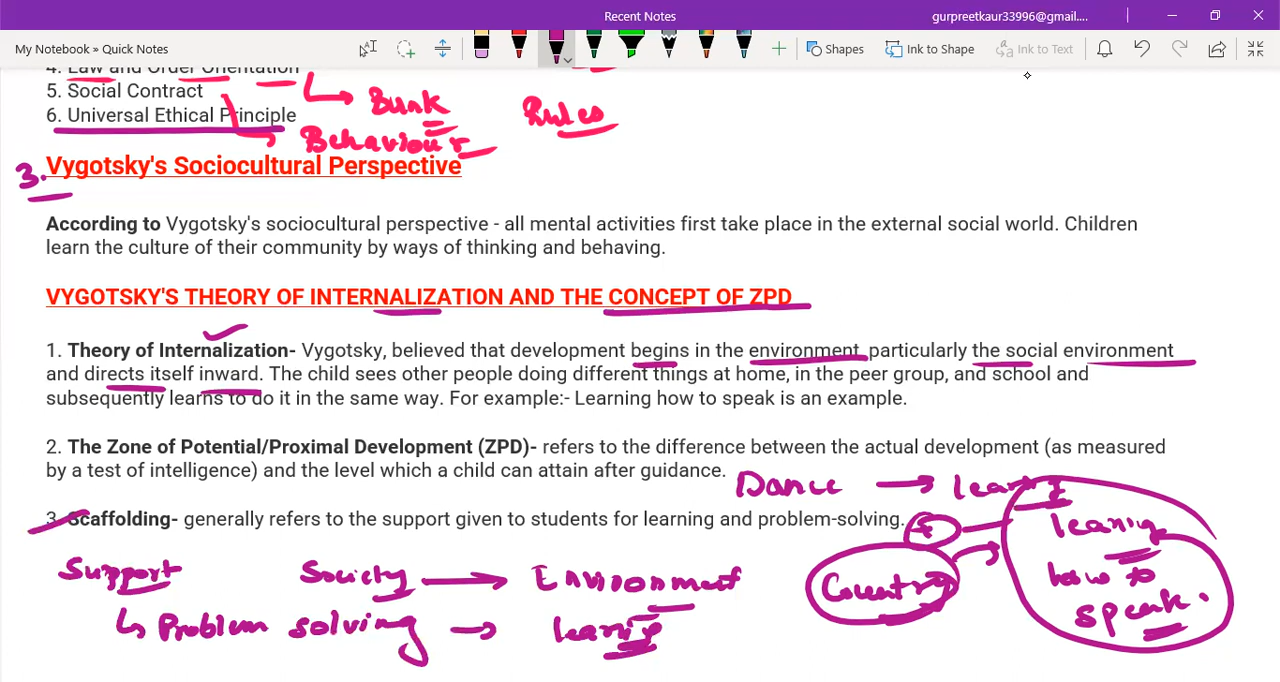 Recent Notes
gurpreetkaur33996@gmail....
My Notebook » Quick Notes
Shapes
Ink to Shape
Ink to Text
4. Law and Order Orientation
5. Social Contract
Bunk
Rules
6. Universal Ethical Principle
Behaviour
3. Vygotsky's Sociocultural Perspective
According to Vygotsky's sociocultural perspective - all mental activities first take place in the external social world. Children
learn the culture of their community by ways of thinking and behaving.
VYGOTSKY'S THEORY OF INTERNALIZATION AND THE CONCEPT OF ZPD
1. Theory of Internalization- Vygotsky, believed that development begins in the environment particularly the social environment
and directs itself inward. The child sees other people doing different things at home, in the peer group, and school and
subsequently learns to do it in the same way. For example:- Learning how to speak is an example.
2. The Zone of Potential/Proximal Development (ZPD)- refers to the difference between the actual development (as measured
by a test of intelligence) and the level which a child can attain after guidance.
Dance → learning
3. Scaffolding- generally refers to the support given to students for learning and problem-solving.
learning
Support
Society → Environment
how to
Problem solving → learning
speak.